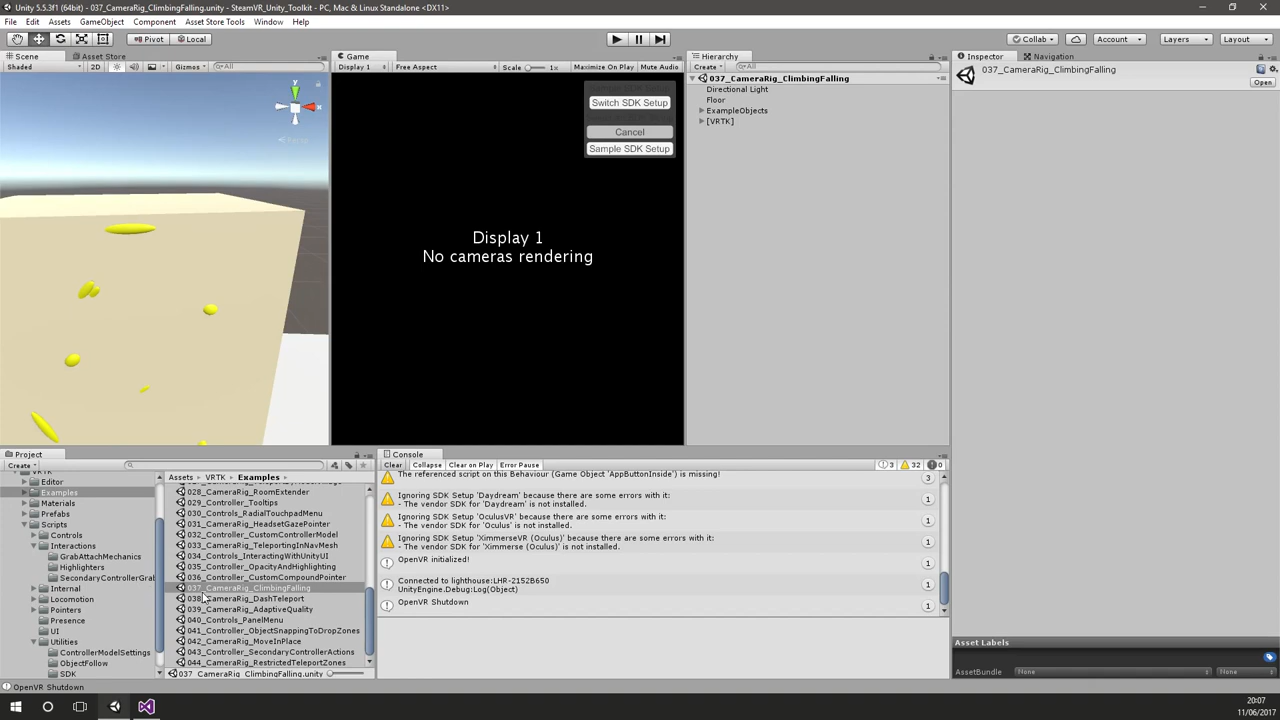 Unity 5.5.3f1 (64bit) - 037_CameraRig_ClimbingFalling.unity - SteamVR_Unity_Toolkit - PC, Mac & Linux Standalone <DX11>
File Edit Assets GameObject Component Asset Store Tools Window Help
Pivot Local Collab Account Layers Layout
Scene Asset Store Game Hierarchy Inspector Navigation
Shaded 2D Gizmos All Display 1 Free Aspect Scale 1x Maximize On Play Mute Audio Create All
037_CameraRig_ClimbingFalling
Open
037_CameraRig_ClimbingFalling
Directional Light
Floor
ExampleObjects
[VRTK]
y
x
Persp
Switch SDK Setup
Cancel
Sample SDK Setup
Display 1
No cameras rendering
Project
Create
VRTK
Editor
Examples
Materials
Prefabs
Scripts
Controls
Interactions
GrabAttachMechanics
Highlighters
SecondaryControllerGrab
Internal
Locomotion
Pointers
Presence
UI
Utilities
ControllerModelSettings
ObjectFollow
SDK
Assets VRTK Examples
028_CameraRig_RoomExtender
029_Controller_Tooltips
030_Controls_RadialTouchpadMenu
031_CameraRig_HeadsetGazePointer
032_Controller_CustomControllerModel
033_CameraRig_TeleportingInNavMesh
034_Controls_InteractingWithUnityUI
035_Controller_OpacityAndHighlighting
036_Controller_CustomCompoundPointer
037_CameraRig_ClimbingFalling
038_CameraRig_DashTeleport
039_CameraRig_AdaptiveQuality
040_Controls_PanelMenu
041_Controller_ObjectSnappingToDropZones
042_CameraRig_MoveInPlace
043_Controller_SecondaryControllerActions
044_CameraRig_RestrictedTeleportZones
037_CameraRig_ClimbingFalling.unity
Console
Clear Collapse Clear on Play Error Pause 3 32 0
The referenced script on this Behaviour (Game Object 'AppButtonInside') is missing! 3
Ignoring SDK Setup 'Daydream' because there are some errors with it:
- The vendor SDK for 'Daydream' is not installed. 1
Ignoring SDK Setup 'OculusVR' because there are some errors with it:
- The vendor SDK for 'Oculus' is not installed. 1
Ignoring SDK Setup 'XimmerseVR (Oculus)' because there are some errors with it:
- The vendor SDK for 'Ximmerse (Oculus)' is not installed. 1
OpenVR initialized! 1
Connected to lighthouse:LHR-2152B650
UnityEngine.Debug:Log(Object) 1
OpenVR Shutdown 1
Asset Labels
AssetBundle None None
OpenVR Shutdown
20:07
11/06/2017